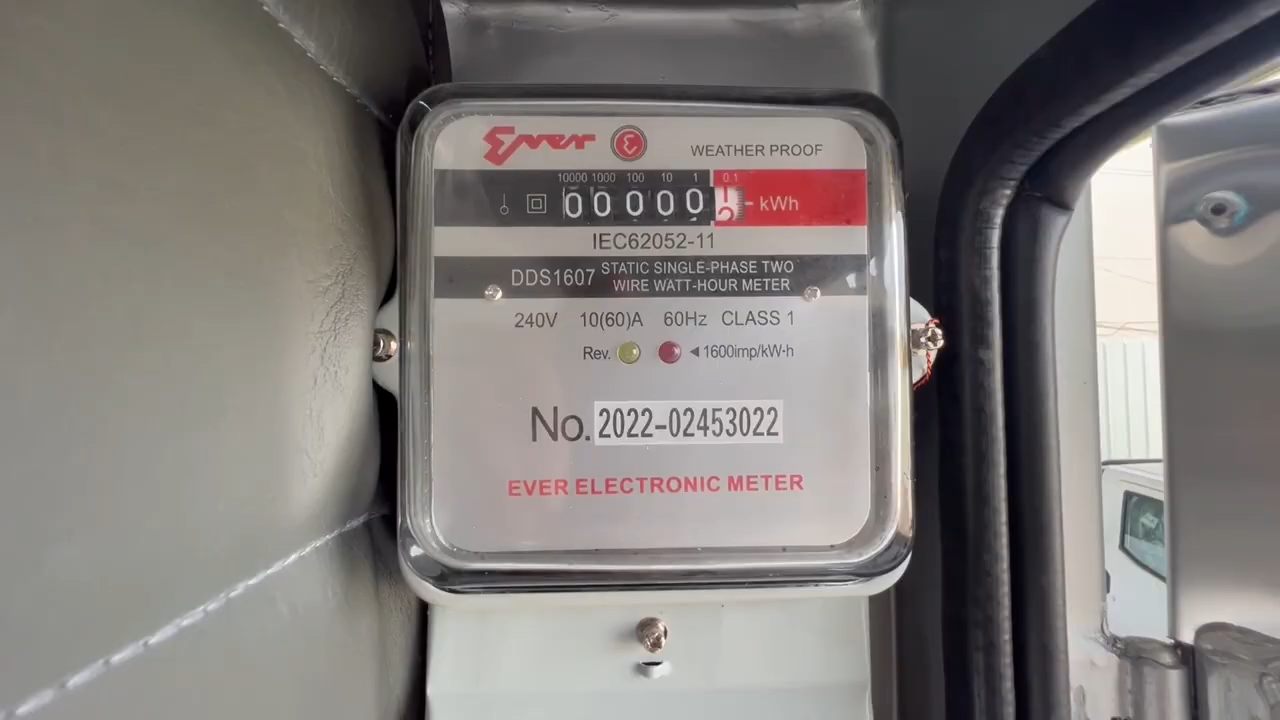 Ever
WEATHER PROOF
10000 1000 100 10 1 0.1
00000 kWh
IEC62052-11
DDS1607 STATIC SINGLE-PHASE TWO
WIRE WATT-HOUR METER
240V 10(60)A 60Hz CLASS 1
Rev. ◄1600imp/kW·h
No. 2022-02453022
EVER ELECTRONIC METER